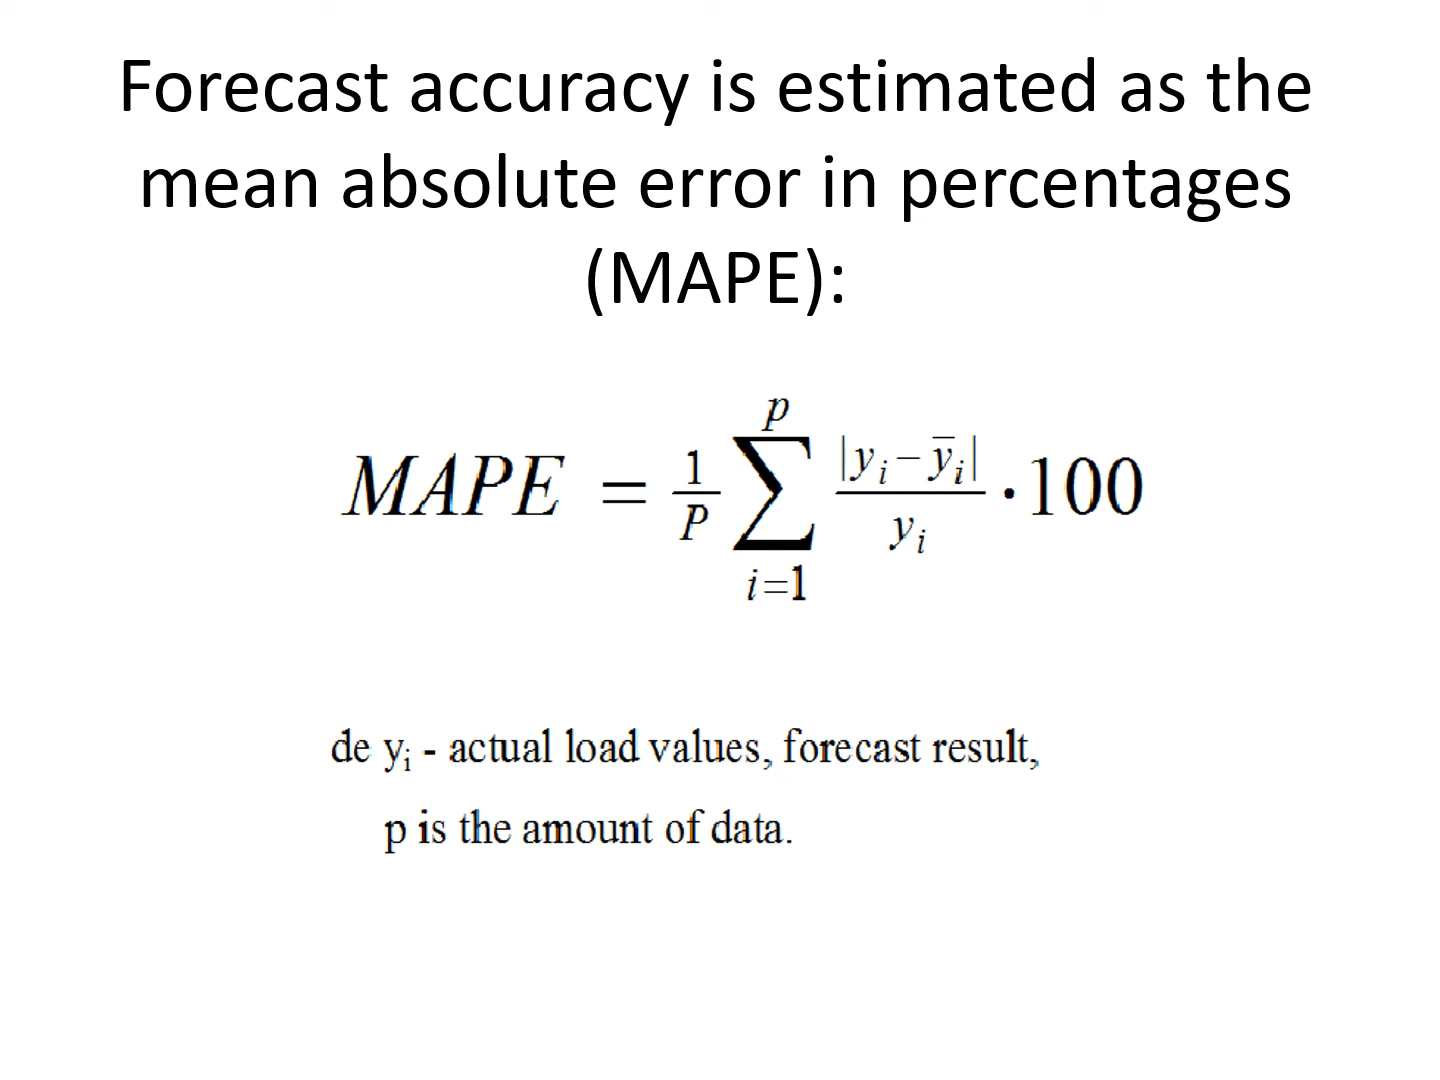 Forecast accuracy is estimated as the
mean absolute error in percentages
(MAPE):
MAPE = 1/P ∑_{i=1}^{p} |y_i − ȳ_i| / y_i · 100
de y_i - actual load values, forecast result,
p is the amount of data.